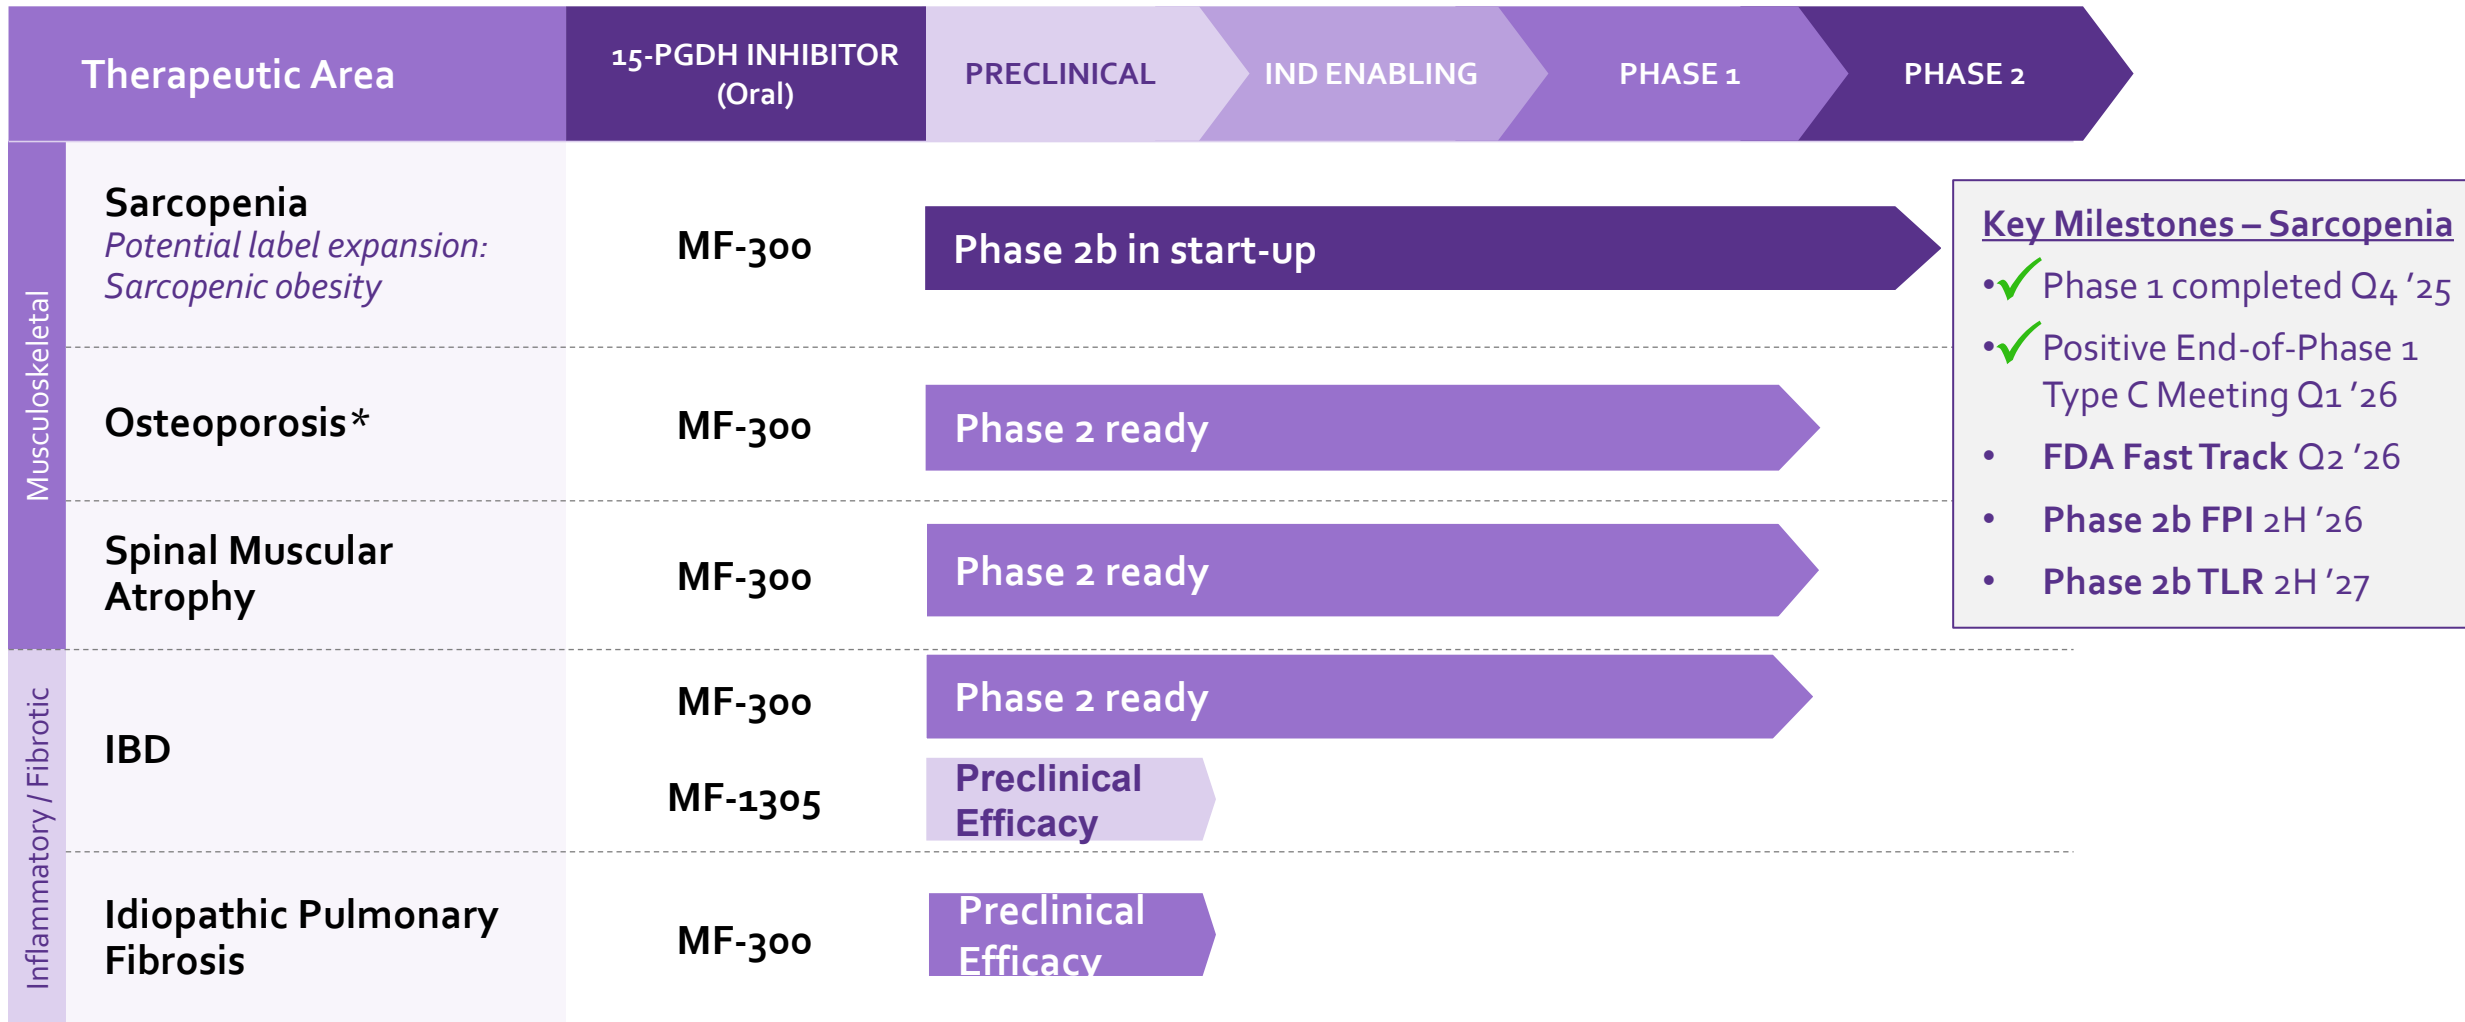 Therapeutic Area
15-PGDH INHIBITOR
(Oral)
PRECLINICAL
IND ENABLING
PHASE 1
PHASE 2
Musculoskeletal
Sarcopenia
Potential label expansion:
Sarcopenic obesity
MF-300
Phase 2b in start-up
Key Milestones – Sarcopenia
•✓ Phase 1 completed Q4 ’25
•✓ Positive End-of-Phase 1
Type C Meeting Q1 ’26
• FDA Fast Track Q2 ’26
• Phase 2b FPI 2H ’26
• Phase 2b TLR 2H ’27
Osteoporosis*
MF-300
Phase 2 ready
Spinal Muscular
Atrophy
MF-300
Phase 2 ready
Inflammatory / Fibrotic
IBD
MF-300
Phase 2 ready
MF-1305
Preclinical
Efficacy
Idiopathic Pulmonary
Fibrosis
MF-300
Preclinical
Efficacy